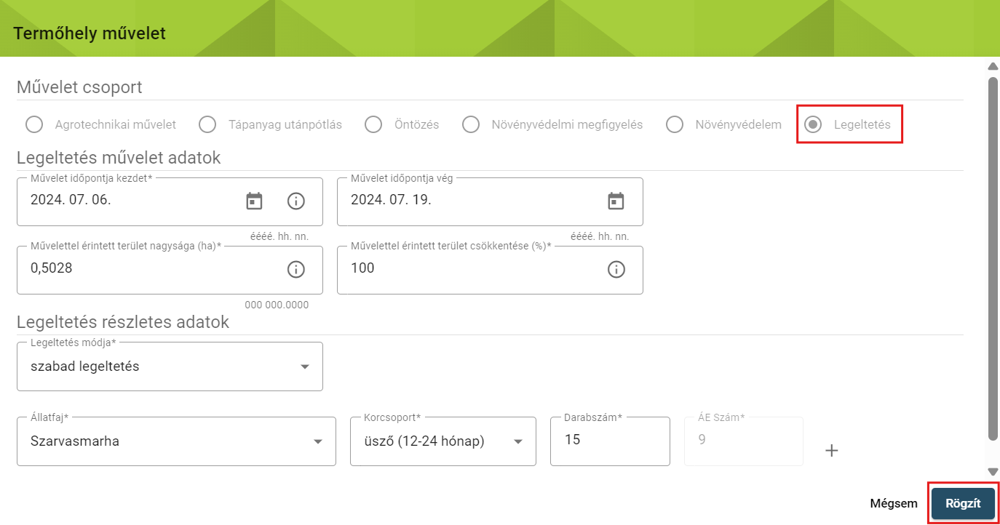 Termőhely művelet
Művelet csoport
Agrotechnikai művelet Tápanyag utánpótlás Öntözés Növényvédelmi megfigyelés Növényvédelem Legeltetés
Legeltetés művelet adatok
Művelet időpontja kezdet* Művelet időpontja vég
2024. 07. 06. 2024. 07. 19.
éééé. hh. nn. éééé. hh. nn.
Művelettel érintett terület nagysága (ha)* Művelettel érintett terület csökkentése (%)*
0,5028 100
000 000.0000
Legeltetés részletes adatok
Legeltetés módja*
szabad legeltetés
Állatfaj* Korcsoport* Darabszám* ÁE Szám*
Szarvasmarha üsző (12-24 hónap) 15 9
Mégsem Rögzít